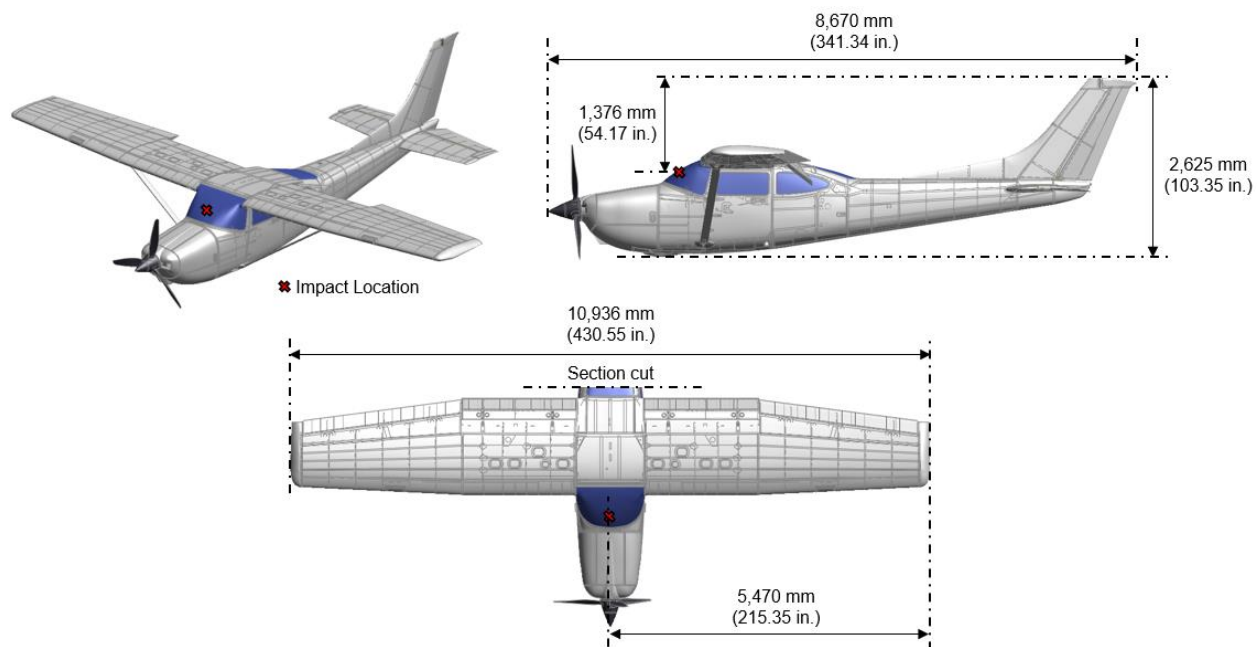 8,670 mm
(341.34 in.)
1,376 mm
(54.17 in.)
2,625 mm
(103.35 in.)
Impact Location
10,936 mm
(430.55 in.)
Section cut
5,470 mm
(215.35 in.)